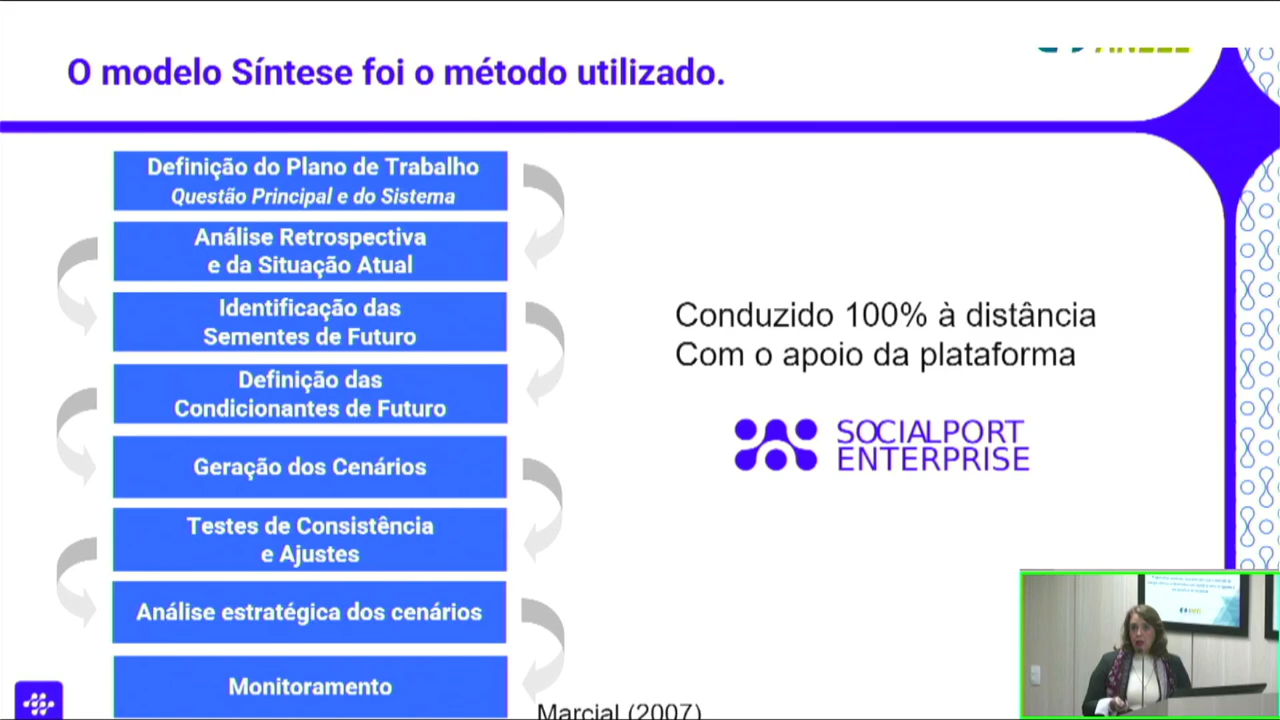 O modelo Síntese foi o método utilizado.
Definição do Plano de Trabalho
Questão Principal e do Sistema
Análise Retrospectiva
e da Situação Atual
Identificação das
Sementes de Futuro
Definição das
Condicionantes de Futuro
Geração dos Cenários
Testes de Consistência
e Ajustes
Análise estratégica dos cenários
Monitoramento
Conduzido 100% à distância
Com o apoio da plataforma
SOCIALPORT
ENTERPRISE
Marcial (2007)